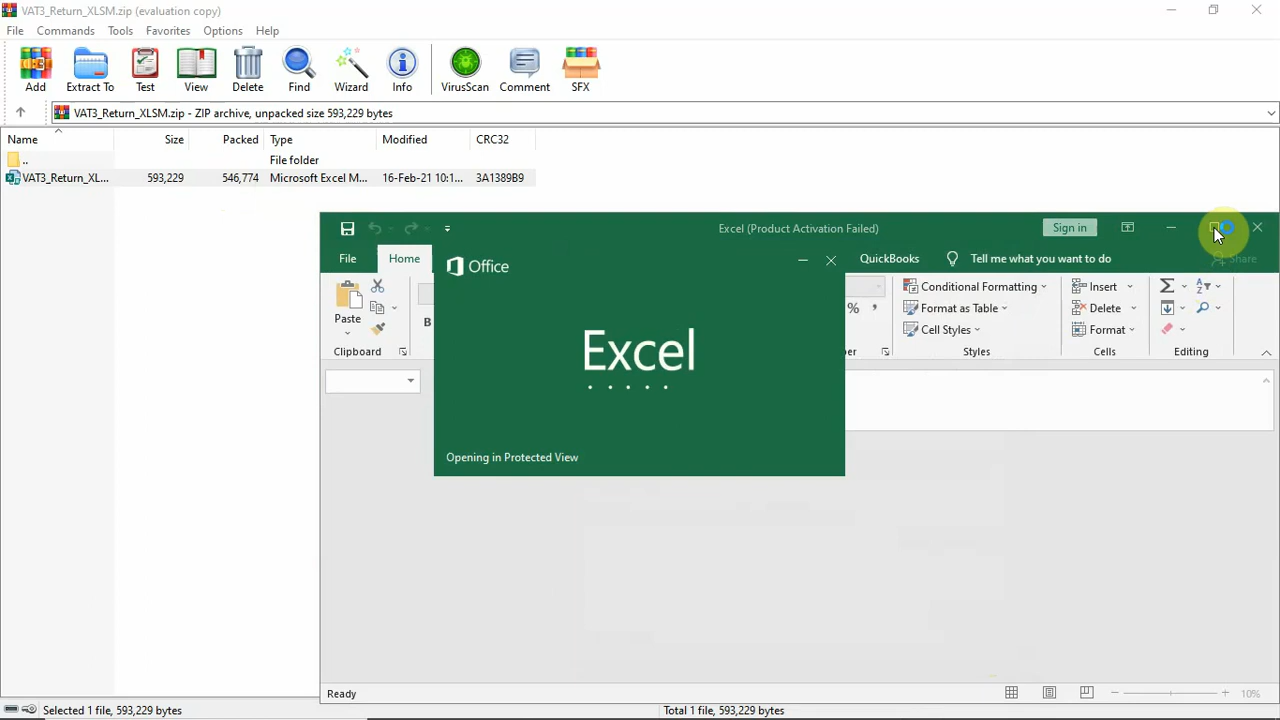 VAT3_Return_XLSM.zip (evaluation copy)
File Commands Tools Favorites Options Help
Add Extract To Test View Delete Find Wizard Info VirusScan Comment SFX
VAT3_Return_XLSM.zip - ZIP archive, unpacked size 593,229 bytes
Name Size Packed Type Modified CRC32
.. File folder
VAT3_Return_XL... 593,229 546,774 Microsoft Excel M... 16-Feb-21 10:1... 3A1389B9
Excel (Product Activation Failed) Sign in
File Home QuickBooks Tell me what you want to do Share
Office
Paste B % , Conditional Formatting Insert
Format as Table Delete
Cell Styles Format
Clipboard Styles Cells Editing
Excel
Opening in Protected View
Ready 10%
Selected 1 file, 593,229 bytes Total 1 file, 593,229 bytes